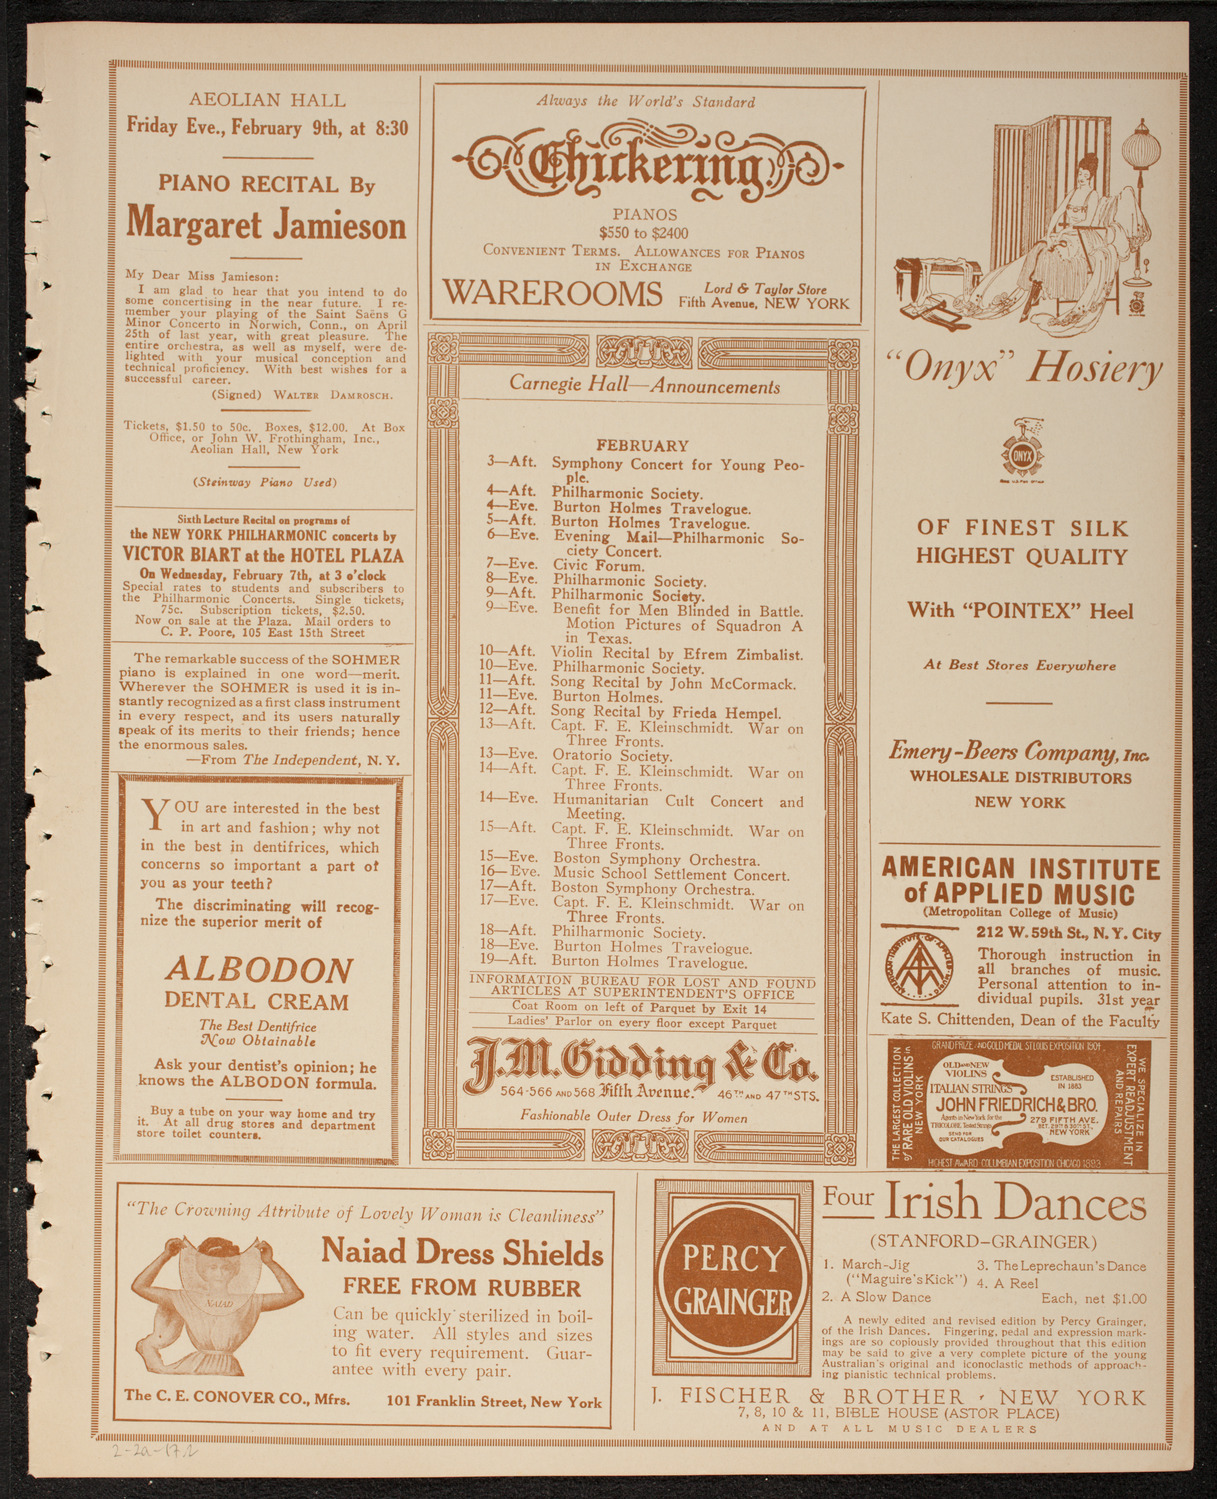 AEOLIAN HALL
Friday Eve., February 9th, at 8:30
PIANO RECITAL By
Margaret Jamieson
My Dear Miss Jamieson:
I am glad to hear that you intend to do
some concertising in the near future. I re-
member your playing of the Saint Saëns G
Minor Concerto in Norwich, Conn., on April
25th of last year, with great pleasure. The
entire orchestra, as well as myself, were de-
lighted with your musical conception and
technical proficiency. With best wishes for a
successful career.
(Signed) WALTER DAMROSCH.
Tickets, $1.50 to 50c. Boxes, $12.00. At Box
Office, or John W. Frothingham, Inc.,
Aeolian Hall, New York
(Steinway Piano Used)
Sixth Lecture Recital on programs of
the NEW YORK PHILHARMONIC concerts by
VICTOR BIART at the HOTEL PLAZA
On Wednesday, February 7th, at 3 o'clock
Special rates to students and subscribers to
the Philharmonic Concerts. Single tickets,
75c. Subscription tickets, $2.50.
Now on sale at the Plaza. Mail orders to
C. P. Poore, 105 East 15th Street
The remarkable success of the SOHMER
piano is explained in one word—merit.
Wherever the SOHMER is used it is in-
stantly recognized as a first class instrument
in every respect, and its users naturally
speak of its merits to their friends; hence
the enormous sales.
—From The Independent, N. Y.
YOU are interested in the best
in art and fashion; why not
in the best in dentifrices, which
concerns so important a part of
you as your teeth?
The discriminating will recog-
nize the superior merit of
ALBODON
DENTAL CREAM
The Best Dentifrice
Now Obtainable
Ask your dentist's opinion; he
knows the ALBODON formula.
Buy a tube on your way home and try
it. At all drug stores and department
store toilet counters.
Always the World's Standard
Chickering
PIANOS
$550 to $2400
CONVENIENT TERMS. ALLOWANCES FOR PIANOS
IN EXCHANGE
WAREROOMS Lord & Taylor Store
Fifth Avenue, NEW YORK
Carnegie Hall—Announcements
FEBRUARY
3—Aft. Symphony Concert for Young Peo-
ple.
4—Aft. Philharmonic Society.
4—Eve. Burton Holmes Travelogue.
5—Aft. Burton Holmes Travelogue.
6—Eve. Evening Mail—Philharmonic So-
ciety Concert.
7—Eve. Civic Forum.
8—Eve. Philharmonic Society.
9—Aft. Philharmonic Society.
9—Eve. Benefit for Men Blinded in Battle.
Motion Pictures of Squadron A
in Texas.
10—Aft. Violin Recital by Efrem Zimbalist.
10—Eve. Philharmonic Society.
11—Aft. Song Recital by John McCormack.
11—Eve. Burton Holmes.
12—Aft. Song Recital by Frieda Hempel.
13—Aft. Capt. F. E. Kleinschmidt. War on
Three Fronts.
13—Eve. Oratorio Society.
14—Aft. Capt. F. E. Kleinschmidt. War on
Three Fronts.
14—Eve. Humanitarian Cult Concert and
Meeting.
15—Aft. Capt. F. E. Kleinschmidt. War on
Three Fronts.
15—Eve. Boston Symphony Orchestra.
16—Eve. Music School Settlement Concert.
17—Aft. Boston Symphony Orchestra.
17—Eve. Capt. F. E. Kleinschmidt. War on
Three Fronts.
18—Aft. Philharmonic Society.
18—Eve. Burton Holmes Travelogue.
19—Aft. Burton Holmes Travelogue.
INFORMATION BUREAU FOR LOST AND FOUND
ARTICLES AT SUPERINTENDENT'S OFFICE
Coat Room on left of Parquet by Exit 14
Ladies' Parlor on every floor except Parquet
J. M. Gidding & Co.
564-566 AND 568 Fifth Avenue. 46TH AND 47TH STS.
Fashionable Outer Dress for Women
"Onyx" Hosiery
ONYX
OF FINEST SILK
HIGHEST QUALITY
With "POINTEX" Heel
At Best Stores Everywhere
Emery-Beers Company, Inc.
WHOLESALE DISTRIBUTORS
NEW YORK
AMERICAN INSTITUTE
of APPLIED MUSIC
(Metropolitan College of Music)
212 W. 59th St., N. Y. City
Thorough instruction in
all branches of music.
Personal attention to in-
dividual pupils. 31st year
Kate S. Chittenden, Dean of the Faculty
GRAND PRIZE AND GOLD MEDAL ST. LOUIS EXPOSITION 1904
THE LARGEST COLLECTION
of RARE OLD VIOLINS in
NEW YORK
OLD AND NEW
VIOLINS
ITALIAN STRINGS
ESTABLISHED
IN 1883
JOHN FRIEDRICH & BRO.
Agents in New York for the
TRICOLORE Tested Strings
SEND FOR
OUR CATALOGUES
279 FIFTH AVE.
BET. 29TH & 30TH ST.
NEW YORK
WE SPECIALIZE IN
EXPERT READJUSTMENT
AND REPAIRS
HIGHEST AWARD COLUMBIAN EXPOSITION CHICAGO 1893
"The Crowning Attribute of Lovely Woman is Cleanliness"
NAIAD
Naiad Dress Shields
FREE FROM RUBBER
Can be quickly sterilized in boil-
ing water. All styles and sizes
to fit every requirement. Guar-
antee with every pair.
The C. E. CONOVER CO., Mfrs. 101 Franklin Street, New York
PERCY
GRAINGER
Four Irish Dances
(STANFORD—GRAINGER)
1. March-Jig
("Maguire's Kick")
2. A Slow Dance
3. The Leprechaun's Dance
4. A Reel
Each, net $1.00
A newly edited and revised edition by Percy Grainger,
of the Irish Dances. Fingering, pedal and expression mark-
ings are so copiously provided throughout that this edition
may be said to give a very complete picture of the young
Australian's original and iconoclastic methods of approach-
ing pianistic technical problems.
J. FISCHER & BROTHER - NEW YORK
7, 8, 10 & 11, BIBLE HOUSE (ASTOR PLACE)
AND AT ALL MUSIC DEALERS
2-2a-17.2